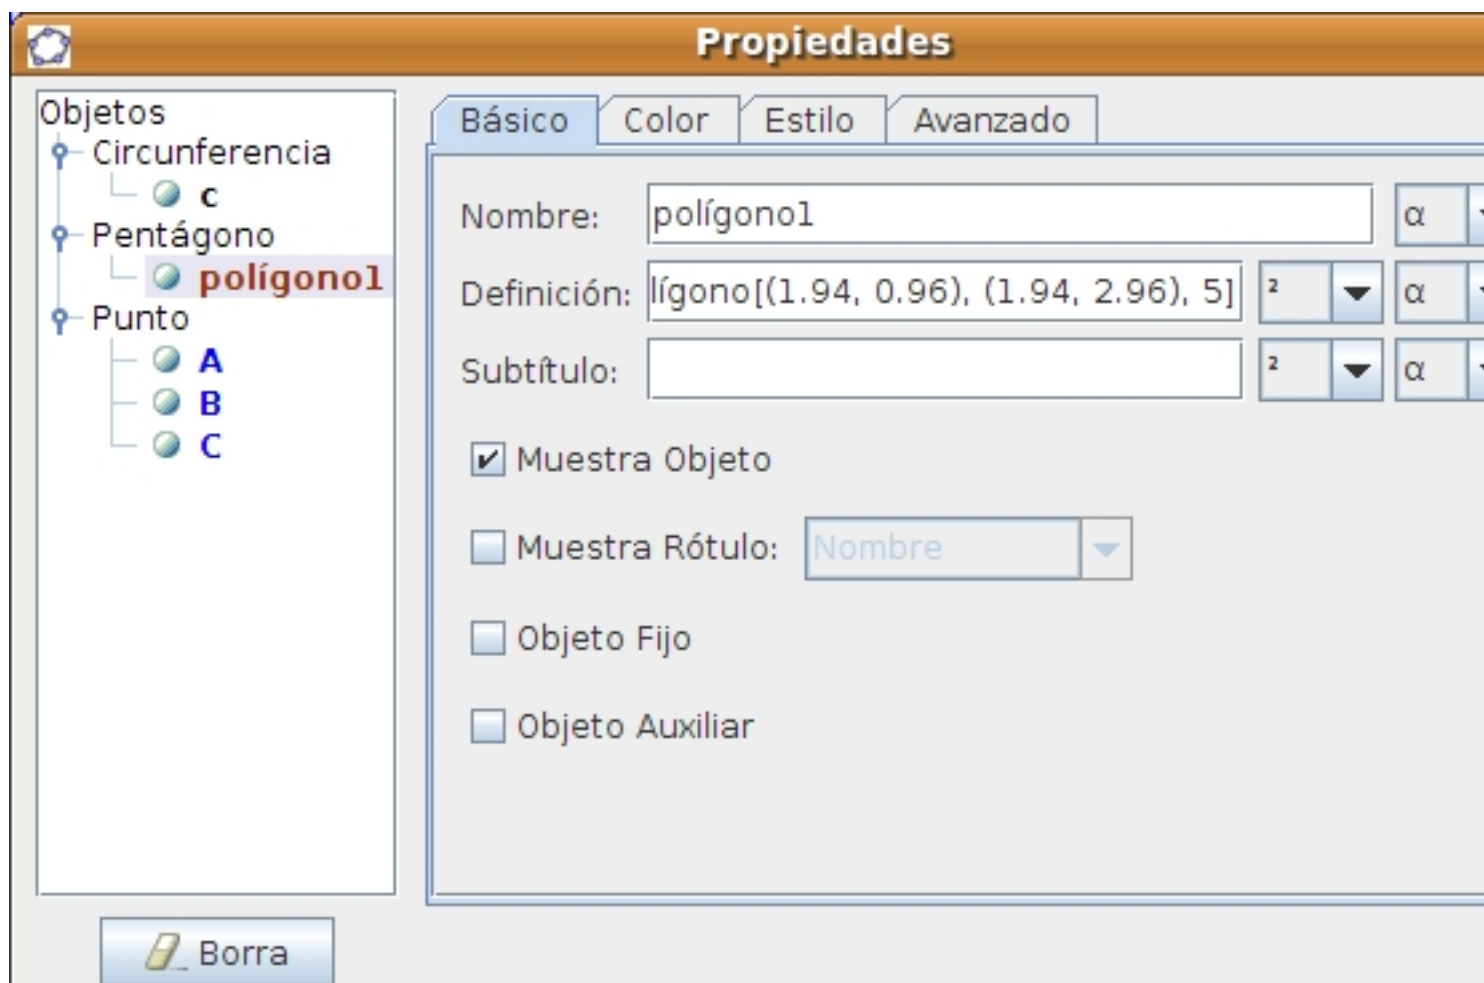 Propiedades
Objetos
Circunferencia
c
Pentágono
polígono1
Punto
A
B
C
Borra
Básico Color Estilo Avanzado
Nombre: polígono1 α
Definición: lígono[(1.94, 0.96), (1.94, 2.96), 5] ² α
Subtítulo: ² α
Muestra Objeto
Muestra Rótulo: Nombre
Objeto Fijo
Objeto Auxiliar